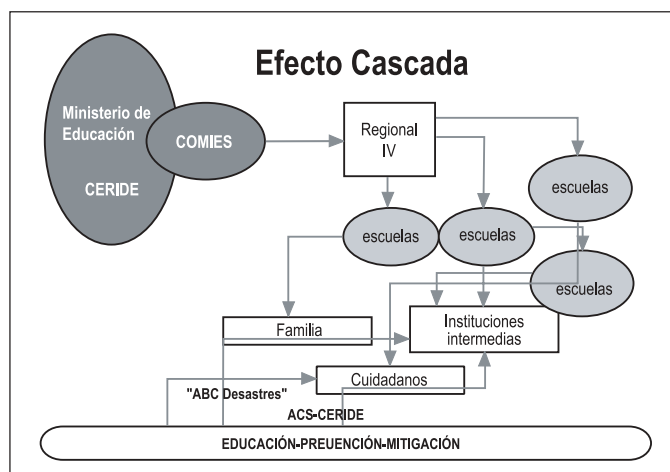 Efecto Cascada
Ministerio de
Educación
CERIDE
COMIES
Regional
IV
escuelas
escuelas
escuelas
escuelas
Familia
Instituciones
intermedias
Cuidadanos
"ABC Desastres"
ACS-CERIDE
EDUCACIÓN-PREUENCIÓN-MITIGACIÓN